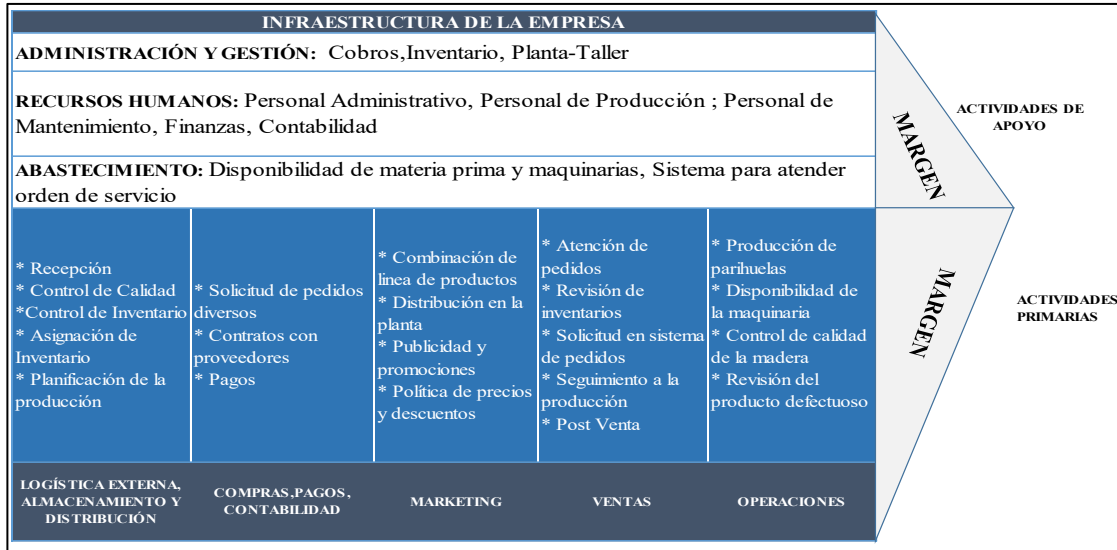 INFRAESTRUCTURA DE LA EMPRESA
ADMINISTRACIÓN Y GESTIÓN: Cobros,Inventario, Planta-Taller
RECURSOS HUMANOS: Personal Administrativo, Personal de Producción ; Personal de
Mantenimiento, Finanzas, Contabilidad
ABASTECIMIENTO: Disponibilidad de materia prima y maquinarias, Sistema para atender
orden de servicio
MARGEN
ACTIVIDADES DE
APOYO
* Recepción
* Control de Calidad
*Control de Inventario
* Asignación de
Inventario
* Planificación de la
producción
* Solicitud de pedidos
diversos
* Contratos con
proveedores
* Pagos
* Combinación de
linea de productos
* Distribución en la
planta
* Publicidad y
promociones
* Política de precios
y descuentos
* Atención de
pedidos
* Revisión de
inventarios
* Solicitud en sistema
de pedidos
* Seguimiento a la
producción
* Post Venta
* Producción de
parihuelas
* Disponibilidad de
la maquinaria
* Control de calidad
de la madera
* Revisión del
producto defectuoso
MARGEN
ACTIVIDADES
PRIMARIAS
LOGÍSTICA EXTERNA,
ALMACENAMIENTO Y
DISTRIBUCIÓN
COMPRAS,PAGOS,
CONTABILIDAD
MARKETING
VENTAS
OPERACIONES